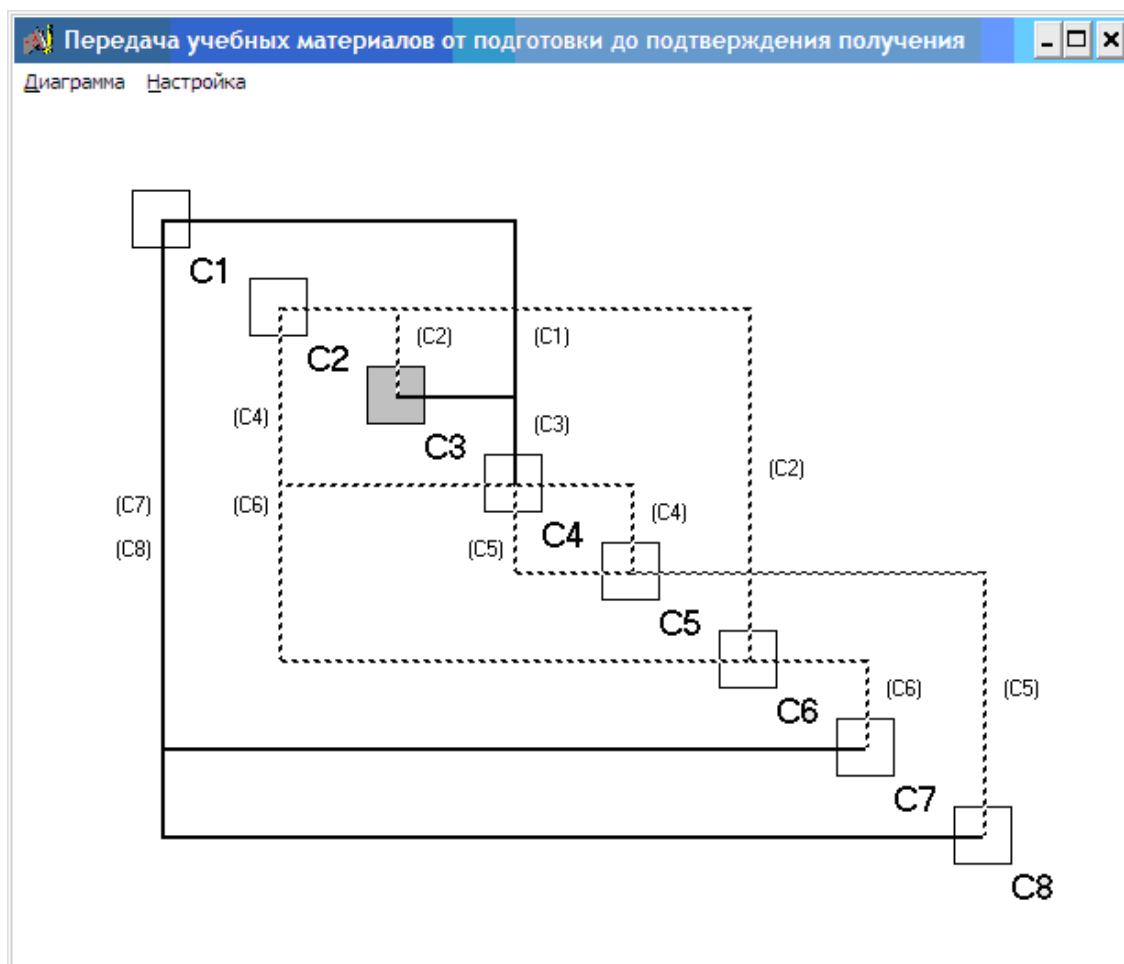 Передача учебных материалов от подготовки до подтверждения получения
Диаграмма Настройка
C1
C2
(C2)
(C1)
(C4)
C3
(C3)
(C2)
(C7)
(C6)
(C4)
C4
(C8)
(C5)
C5
C6
(C6)
(C5)
C7
C8